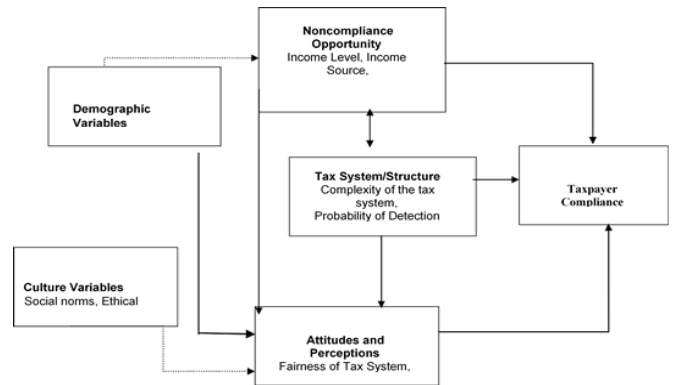 Noncompliance
Opportunity
Income Level, Income
Source,
Demographic
Variables
Tax System/Structure
Complexity of the tax
system,
Probability of Detection
Taxpayer
Compliance
Culture Variables
Social norms, Ethical
Attitudes and
Perceptions
Fairness of Tax System,